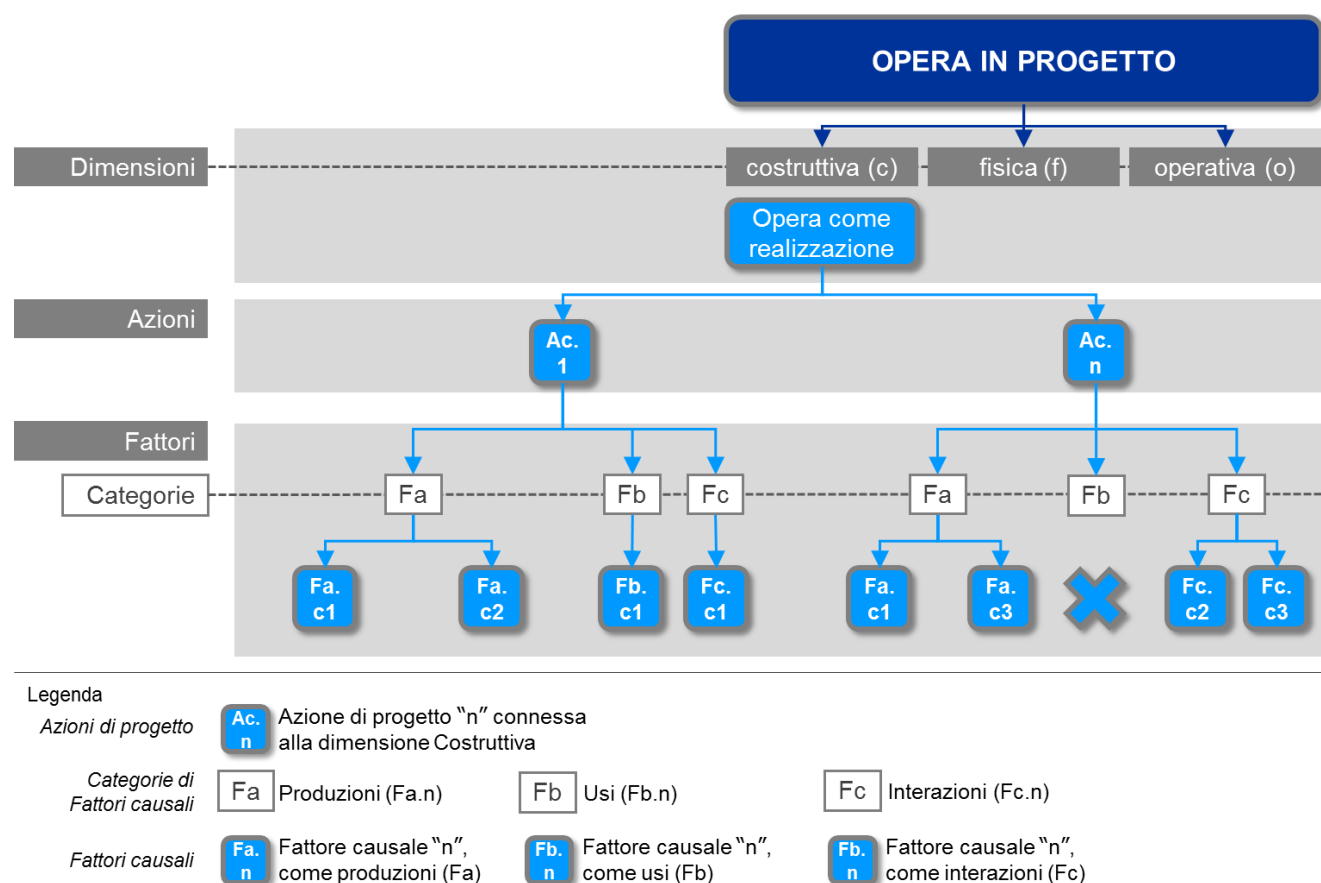 OPERA IN PROGETTO
Dimensioni
costruttiva (c)
fisica (f)
operativa (o)
Opera come
realizzazione
Azioni
Ac.
1
Ac.
n
Fattori
Categorie
Fa
Fb
Fc
Fa
Fb
Fc
Fa.
c1
Fa.
c2
Fb.
c1
Fc.
c1
Fa.
c1
Fa.
c3
Fc.
c2
Fc.
c3
Legenda
Azioni di progetto
Ac.
n
Azione di progetto “n” connessa
alla dimensione Costruttiva
Categorie di
Fattori causali
Fa
Produzioni (Fa.n)
Fb
Usi (Fb.n)
Fc
Interazioni (Fc.n)
Fattori causali
Fa.
n
Fattore causale “n”,
come produzioni (Fa)
Fb.
n
Fattore causale “n”,
come usi (Fb)
Fb.
n
Fattore causale “n”,
come interazioni (Fc)